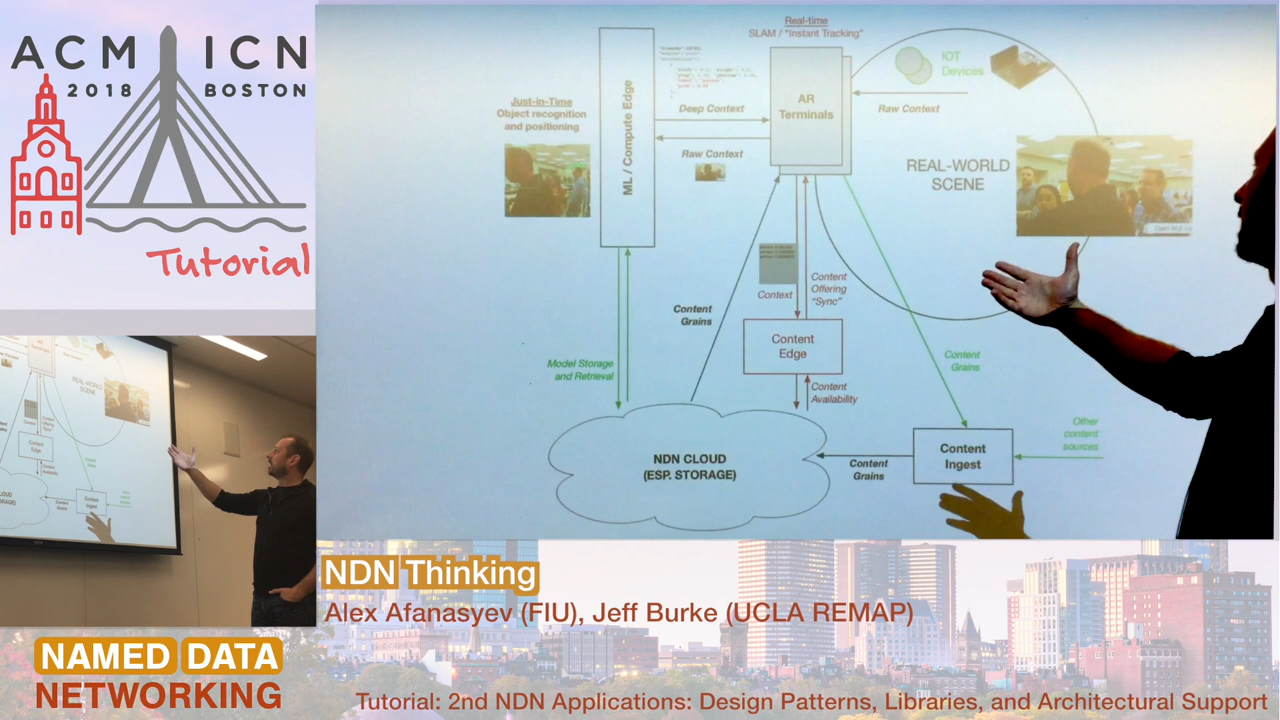 ACM ICN
2018 BOSTON
Tutorial
Real-time
SLAM / "Instant Tracking"
IOT
Devices
Just-in-Time
Object recognition
and positioning
ML / Compute Edge
Deep Context
AR
Terminals
Raw Context
Raw Context
REAL-WORLD
SCENE
Context
Content
Offering
"Sync"
Content
Grains
Content
Edge
Model Storage
and Retrieval
Content
Grains
Content
Availability
Other
content
sources
NDN CLOUD
(ESP. STORAGE)
Content
Grains
Content
Ingest
NDN Thinking
Alex Afanasyev (FIU), Jeff Burke (UCLA REMAP)
NAMED DATA
NETWORKING
Tutorial: 2nd NDN Applications: Design Patterns, Libraries, and Architectural Support